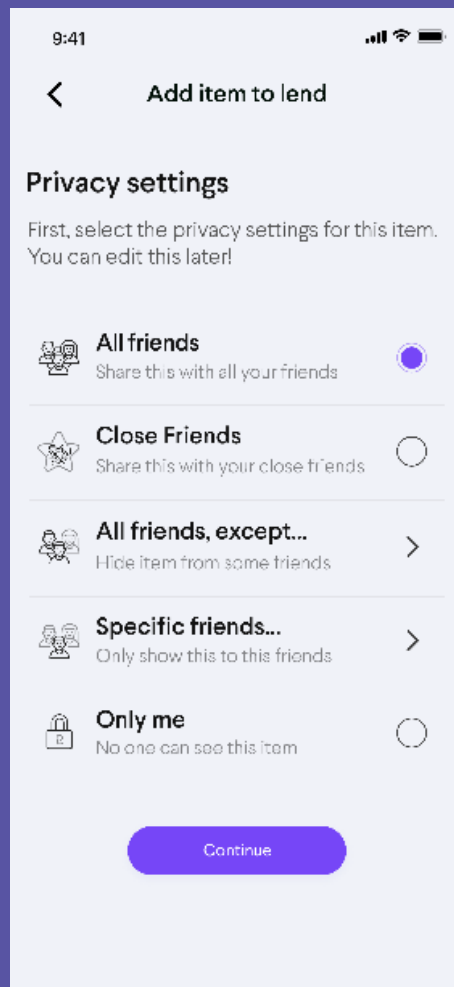 9:41
Add item to lend
Privacy settings
First, select the privacy settings for this item.
You can edit this later!
All friends
Share this with all your friends
Close Friends
Share this with your close friends
All friends, except...
Hide item from some friends
Specific friends...
Only show this to this friends
Only me
No one can see this item
Continue